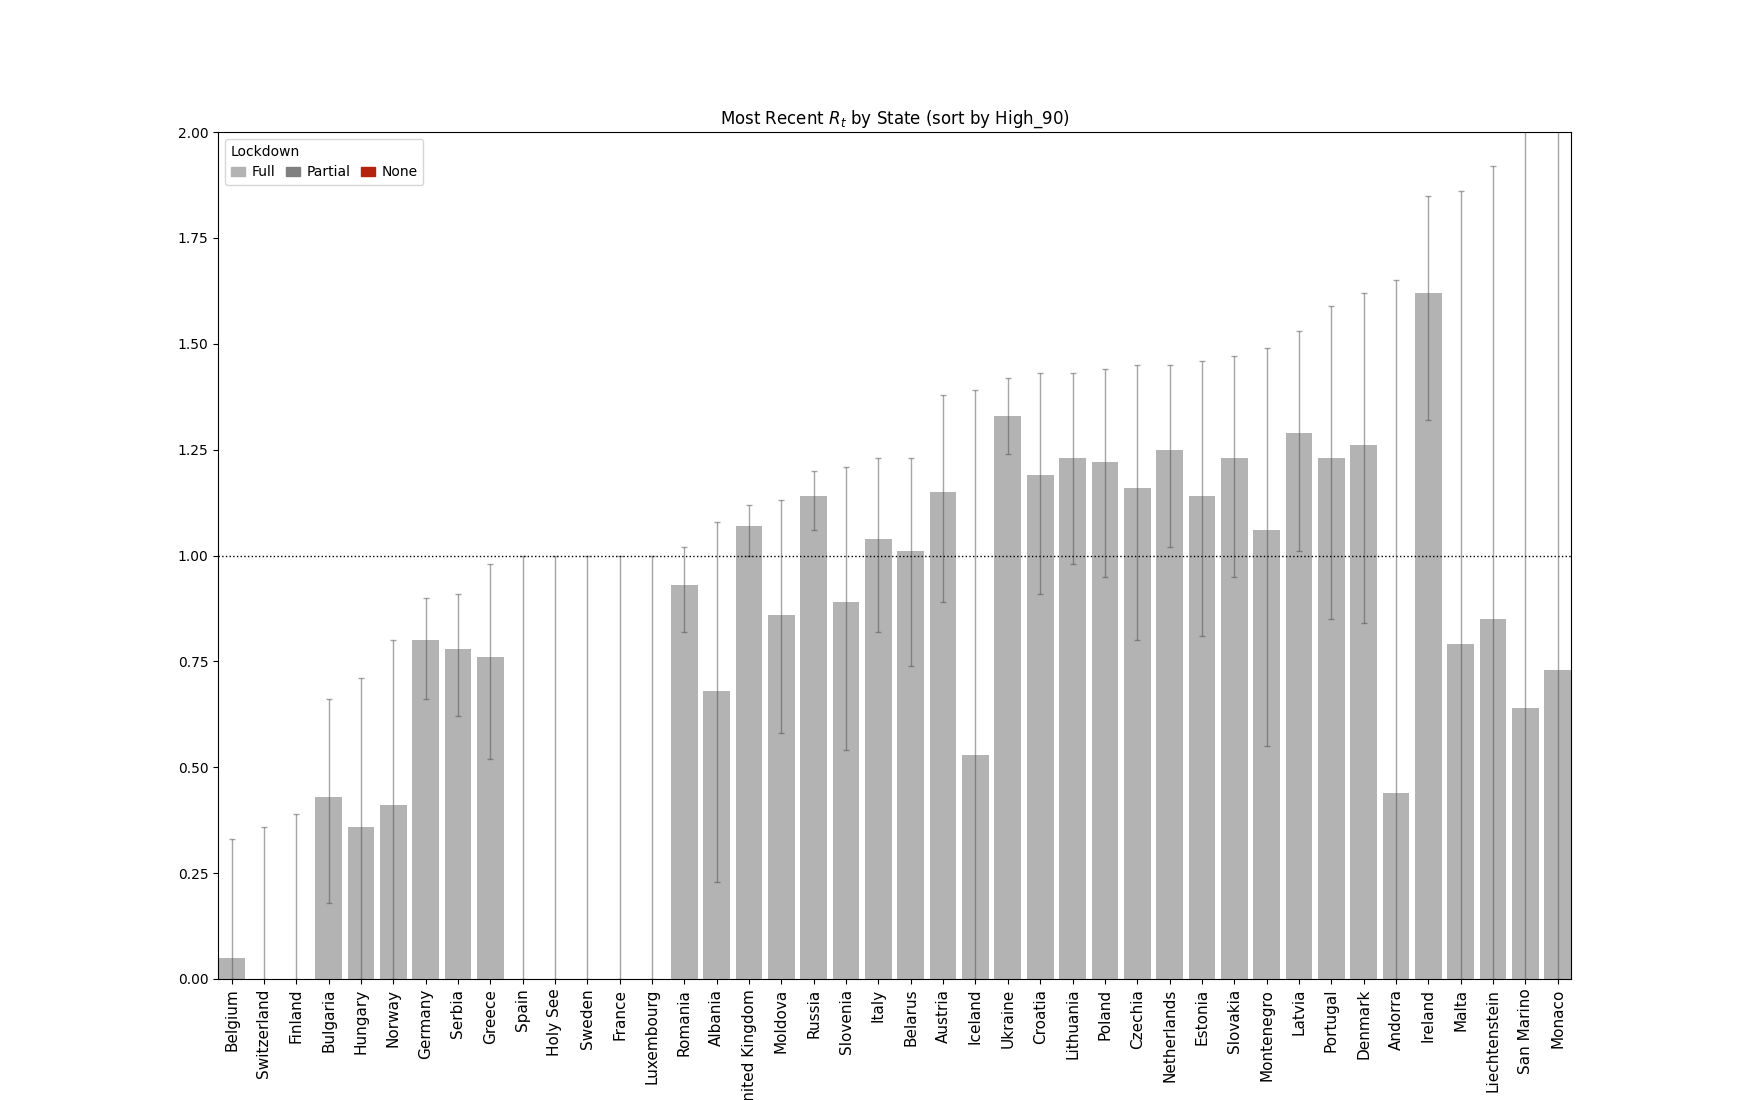 Most Recent R_t by State (sort by High_90)
Lockdown
Full Partial None
2.00
1.75
1.50
1.25
1.00
0.75
0.50
0.25
0.00
Belgium
Switzerland
Finland
Bulgaria
Hungary
Norway
Germany
Serbia
Greece
Spain
Holy See
Sweden
France
Luxembourg
Romania
Albania
nited Kingdom
Moldova
Russia
Slovenia
Italy
Belarus
Austria
Iceland
Ukraine
Croatia
Lithuania
Poland
Czechia
Netherlands
Estonia
Slovakia
Montenegro
Latvia
Portugal
Denmark
Andorra
Ireland
Malta
Liechtenstein
San Marino
Monaco